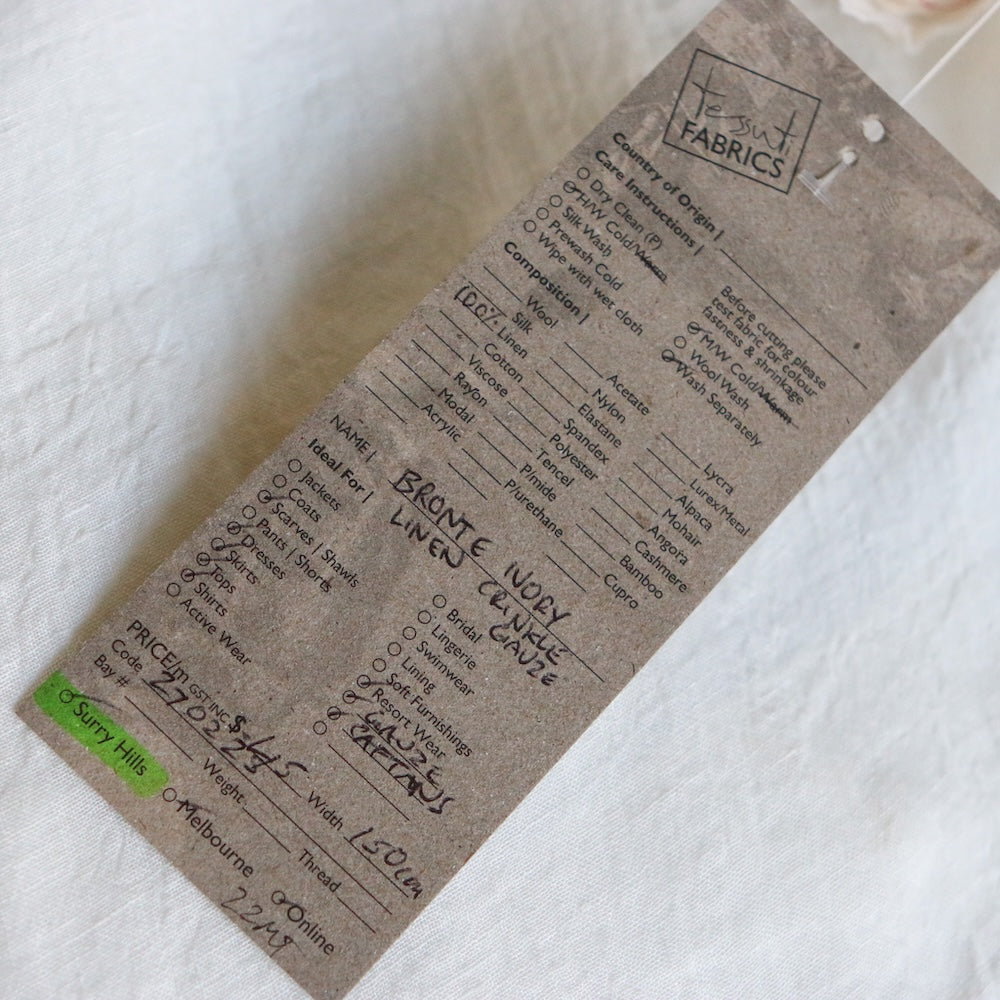 Tessuti
FABRICS
Country of Origin |
Care Instructions |
Dry Clean (P)
H/W Cold/Warm
Silk Wash
Prewash Cold
Wipe with wet cloth
Before cutting please
test fabric for colour
fastness & shrinkage
M/W Cold/Warm
Wool Wash
Wash Separately
Composition |
Wool
Silk
100% Linen
Cotton
Viscose
Rayon
Modal
Acrylic
Acetate
Nylon
Elastane
Spandex
Polyester
Tencel
P/mide
P/urethane
Lycra
Lurex/Metal
Alpaca
Mohair
Angora
Cashmere
Bamboo
Cupro
NAME | BRONTE IVORY
LINEN CRINKLE
GAUZE
Ideal For |
Jackets
Coats
Scarves | Shawls
Pants | Shorts
Dresses
Skirts
Tops
Shirts
Active Wear
Bridal
Lingerie
Swimwear
Lining
Soft Furnishings
Resort Wear
GAUZE
KAFTANS
PRICE/m GST INC $45 Width 150cm
Code 27022 Weight Thread
Bay #
Surry Hills
Melbourne
Online